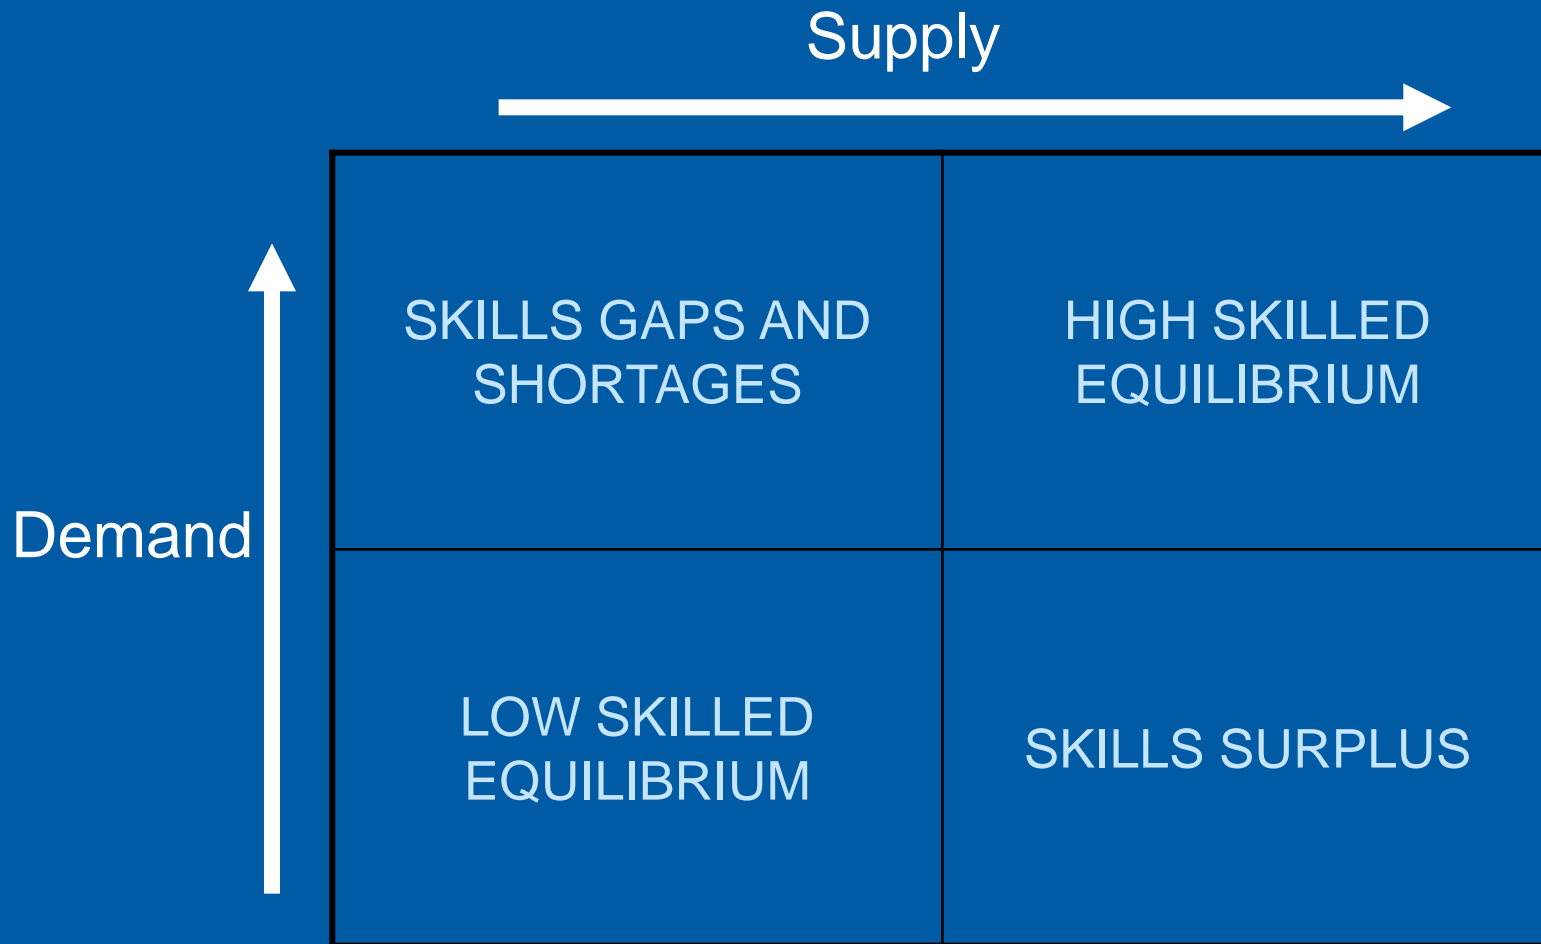 Supply
SKILLS GAPS AND
SHORTAGES
HIGH SKILLED
EQUILIBRIUM
Demand
LOW SKILLED
EQUILIBRIUM
SKILLS SURPLUS